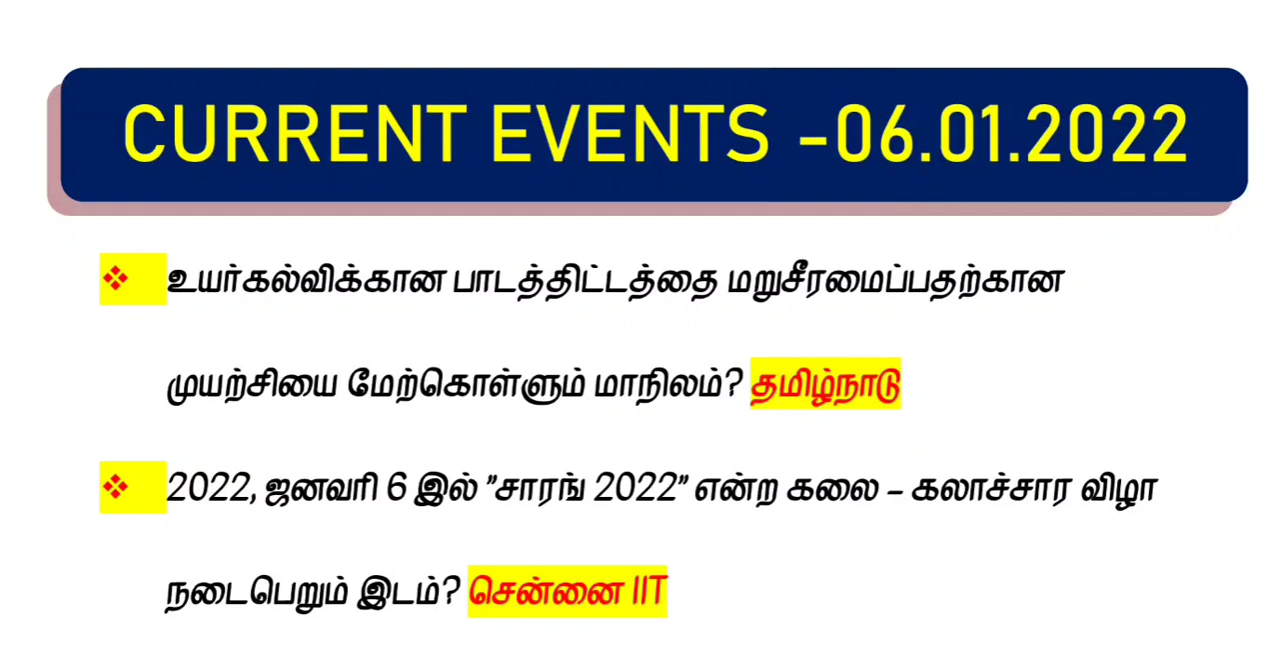 CURRENT EVENTS -06.01.2022
❖ உயர்கல்விக்கான பாடத்திட்டத்தை மறுசீரமைப்பதற்கான
முயற்சியை மேற்கொள்ளும் மாநிலம்? தமிழ்நாடு
❖ 2022, ஜனவரி 6 இல் "சாரங் 2022" என்ற கலை – கலாச்சார விழா
நடைபெறும் இடம்? சென்னை IIT